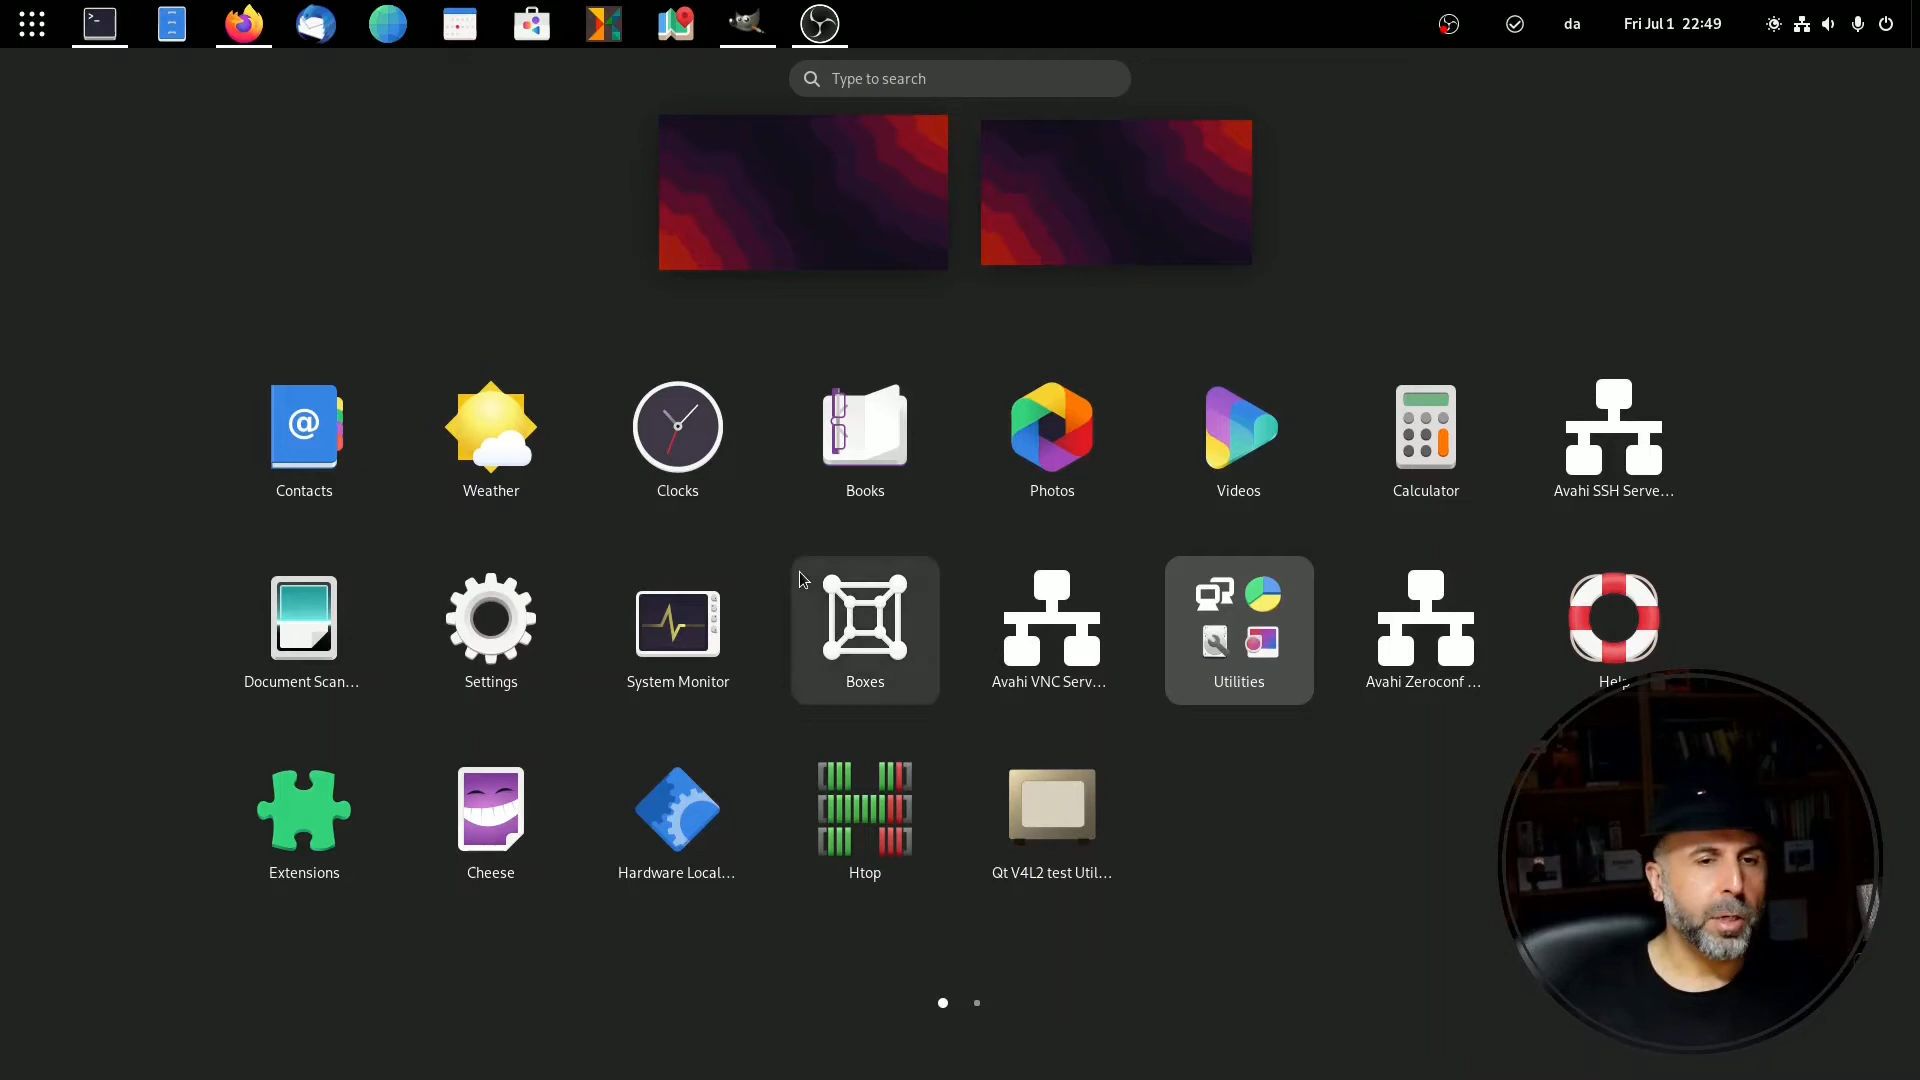 da
Fri Jul 1 22:49
Type to search
Contacts
Weather
Clocks
Books
Photos
Videos
Calculator
Avahi SSH Serve...
Document Scan...
Settings
System Monitor
Boxes
Avahi VNC Serv...
Utilities
Avahi Zeroconf ...
Help
Extensions
Cheese
Hardware Local...
Htop
Qt V4L2 test Util...